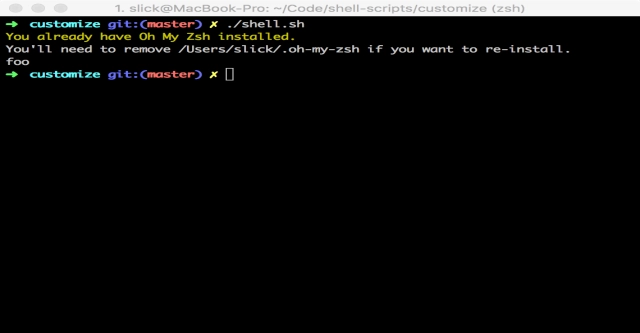 1. slick@MacBook-Pro: ~/Code/shell-scripts/customize (zsh)
➜ customize git:(master) ✗ ./shell.sh
You already have Oh My Zsh installed.
You'll need to remove /Users/slick/.oh-my-zsh if you want to re-install.
foo
➜ customize git:(master) ✗